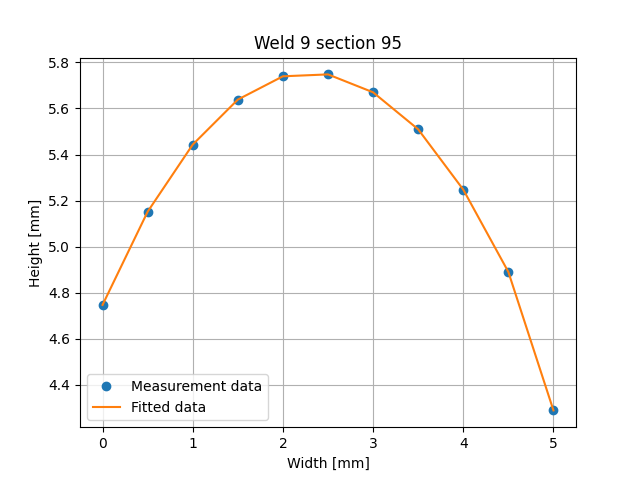 Weld 9 section 95
5.8
5.6
5.4
5.2
5.0
4.8
4.6
4.4
Height [mm]
Measurement data
Fitted data
0 1 2 3 4 5
Width [mm]